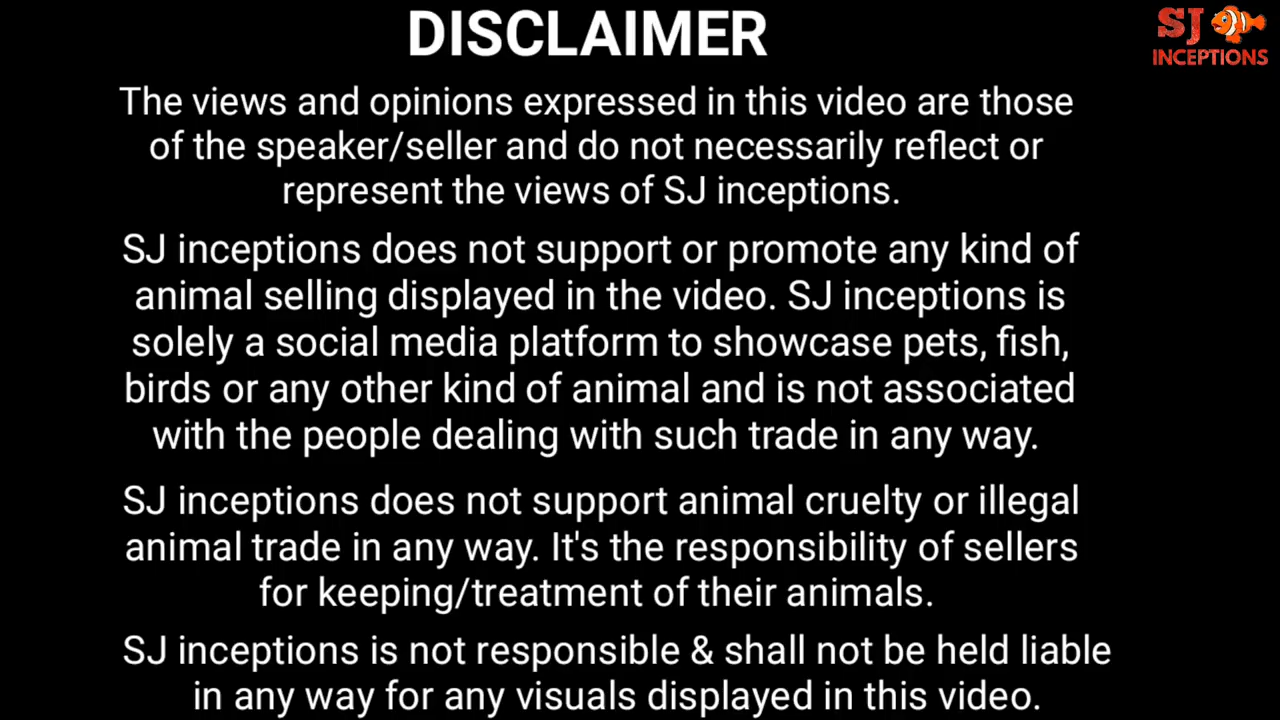 DISCLAIMER
SJ
INCEPTIONS
The views and opinions expressed in this video are those
of the speaker/seller and do not necessarily reflect or
represent the views of SJ inceptions.
SJ inceptions does not support or promote any kind of
animal selling displayed in the video. SJ inceptions is
solely a social media platform to showcase pets, fish,
birds or any other kind of animal and is not associated
with the people dealing with such trade in any way.
SJ inceptions does not support animal cruelty or illegal
animal trade in any way. It's the responsibility of sellers
for keeping/treatment of their animals.
SJ inceptions is not responsible & shall not be held liable
in any way for any visuals displayed in this video.